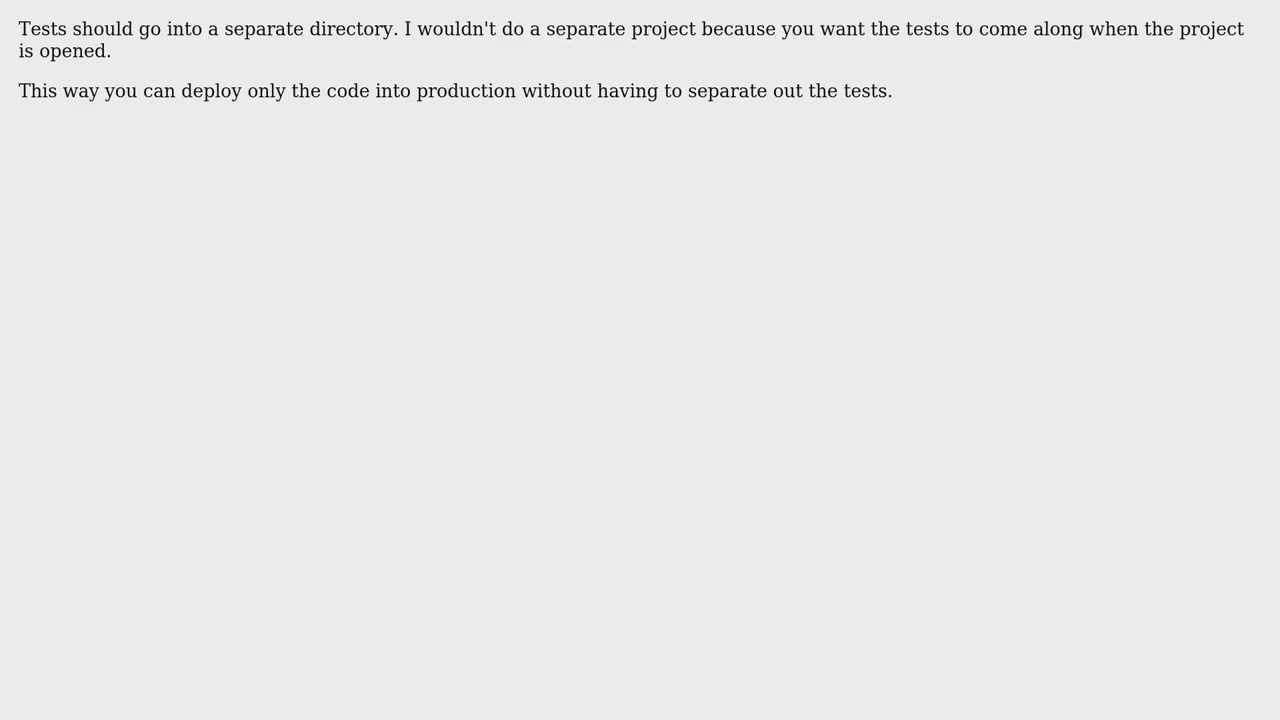 Tests should go into a separate directory. I wouldn't do a separate project because you want the tests to come along when the project
is opened.
This way you can deploy only the code into production without having to separate out the tests.